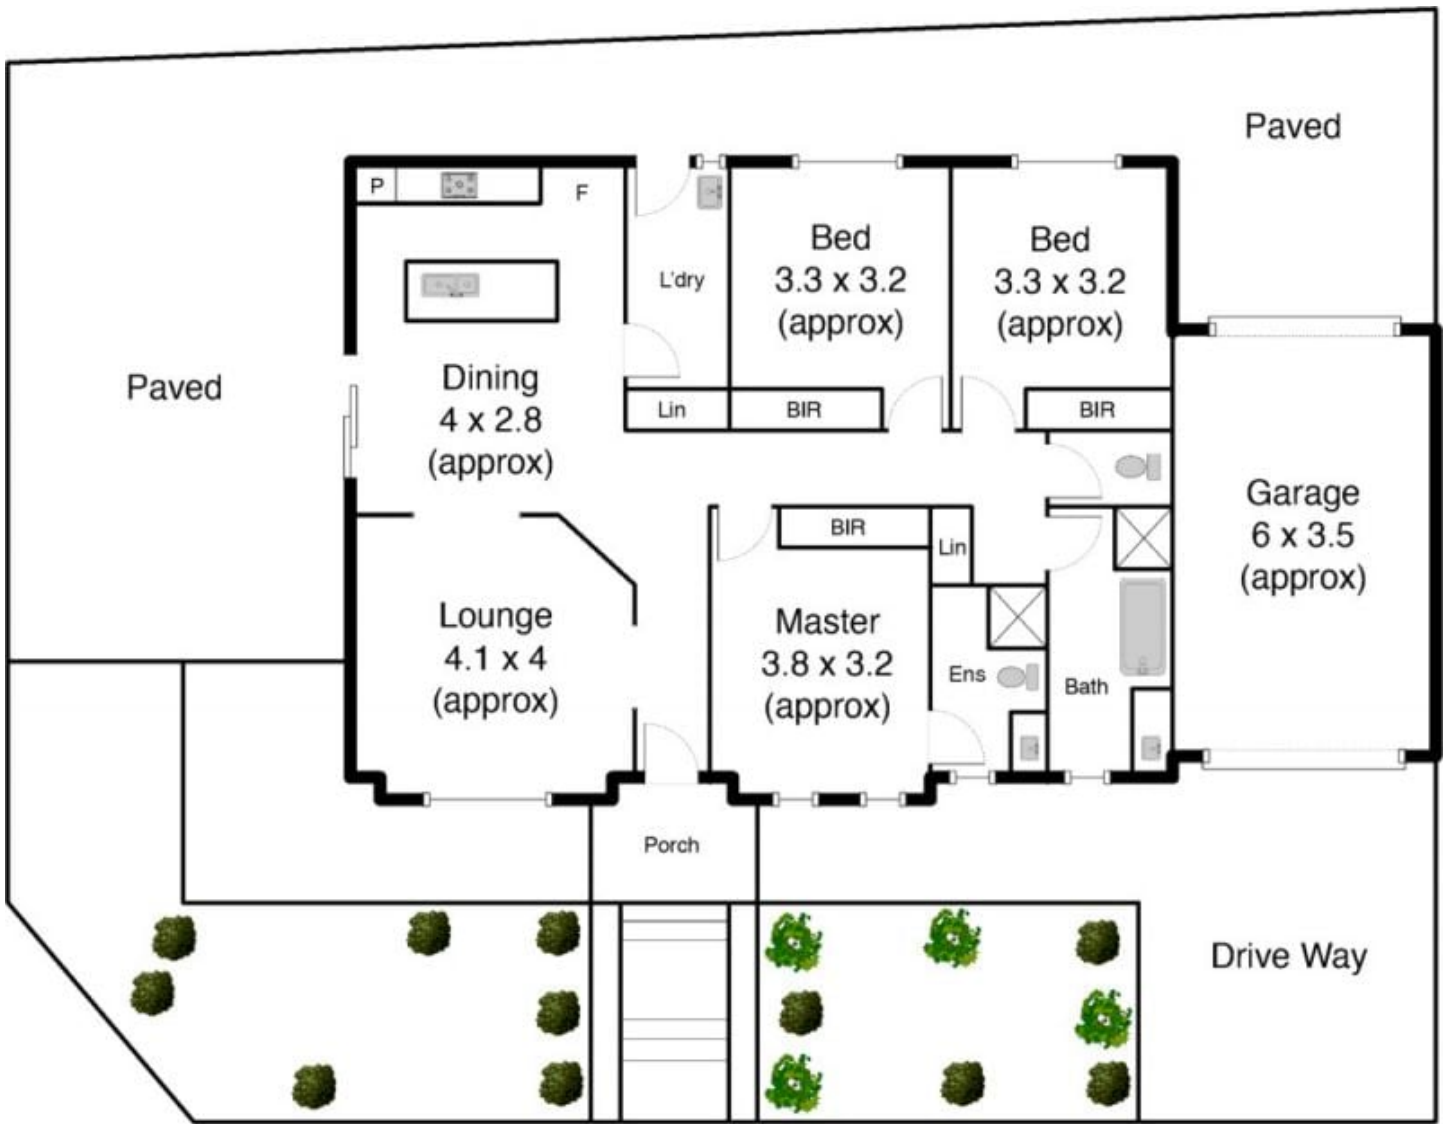 Paved
P
F
Bed
3.3 x 3.2
(approx)
Bed
3.3 x 3.2
(approx)
L'dry
Paved
Dining
4 x 2.8
(approx)
Lin
BIR
BIR
Garage
6 x 3.5
(approx)
BIR
Lin
Lounge
4.1 x 4
(approx)
Master
3.8 x 3.2
(approx)
Ens
Bath
Porch
Drive Way